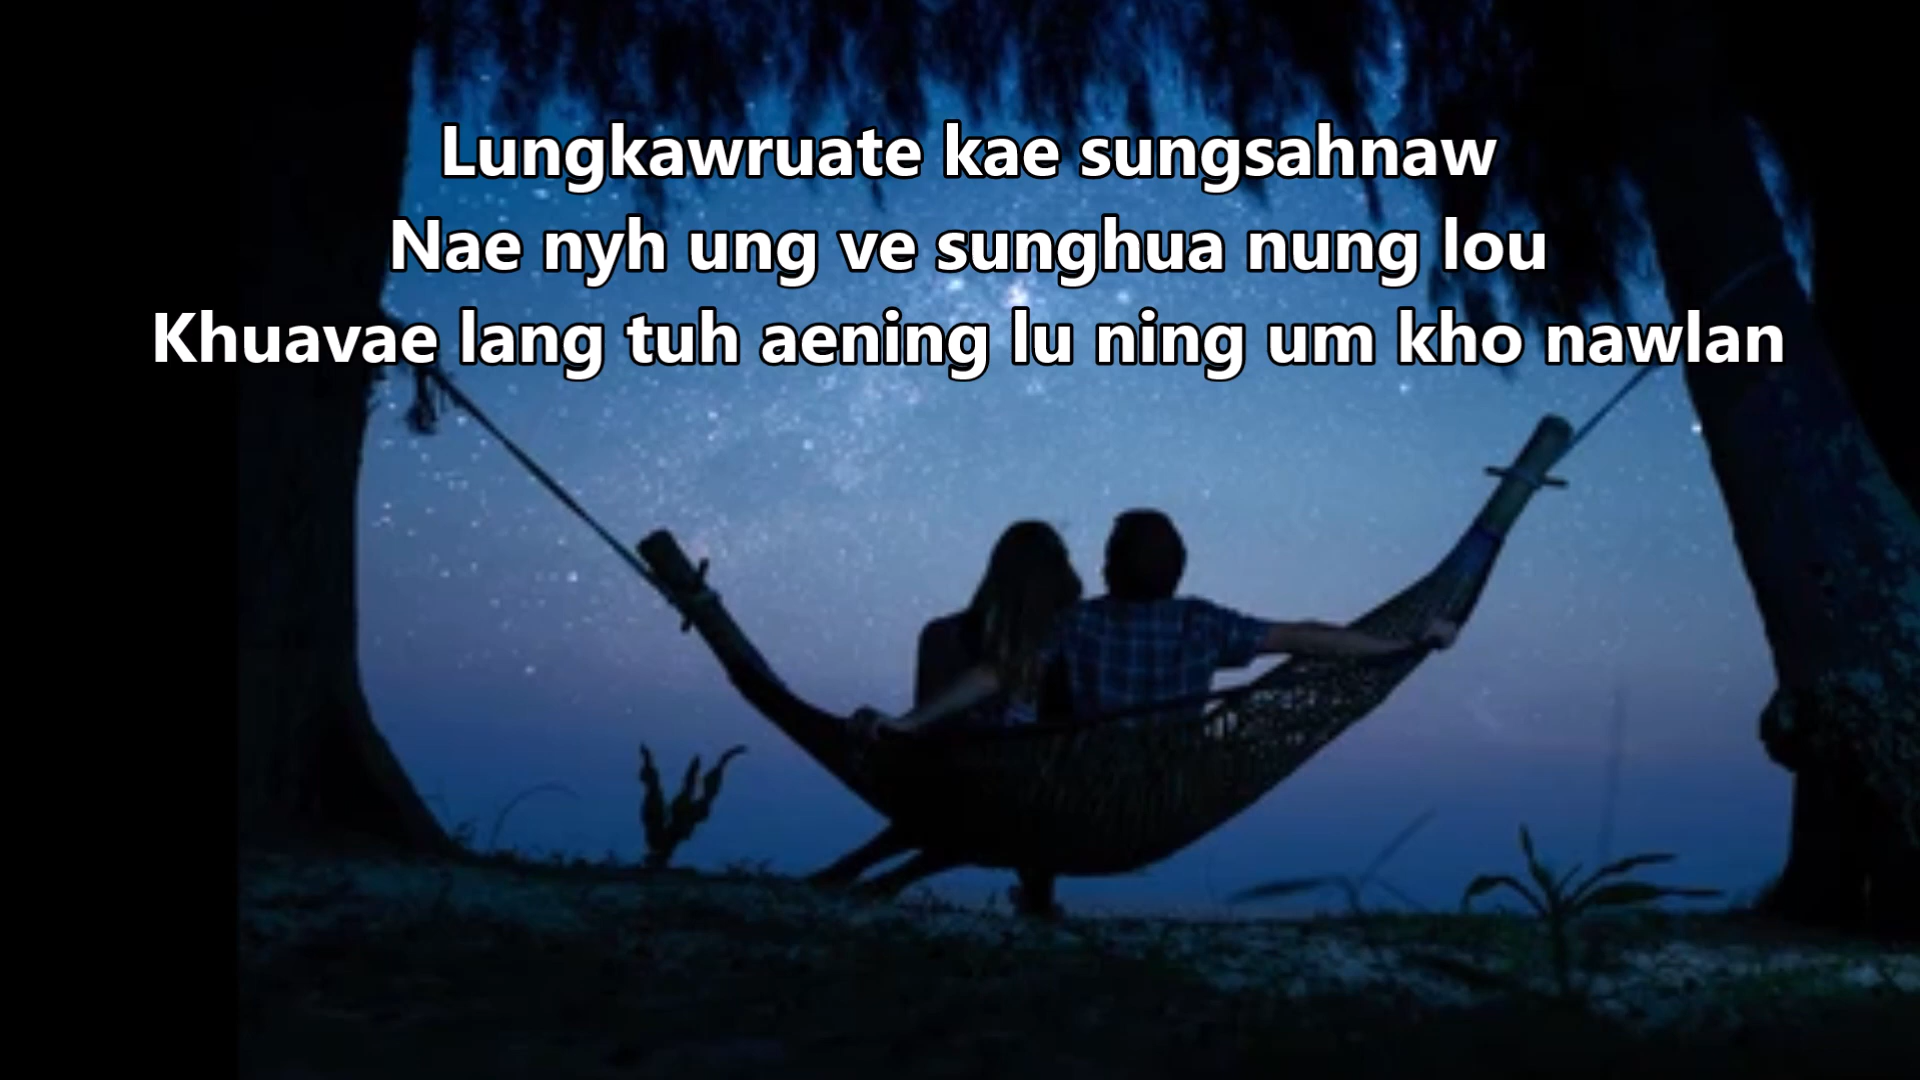 Lungkawruate kae sungsahnaw
Nae nyh ung ve sunghua nung lou
Khuavae lang tuh aening lu ning um kho nawlan